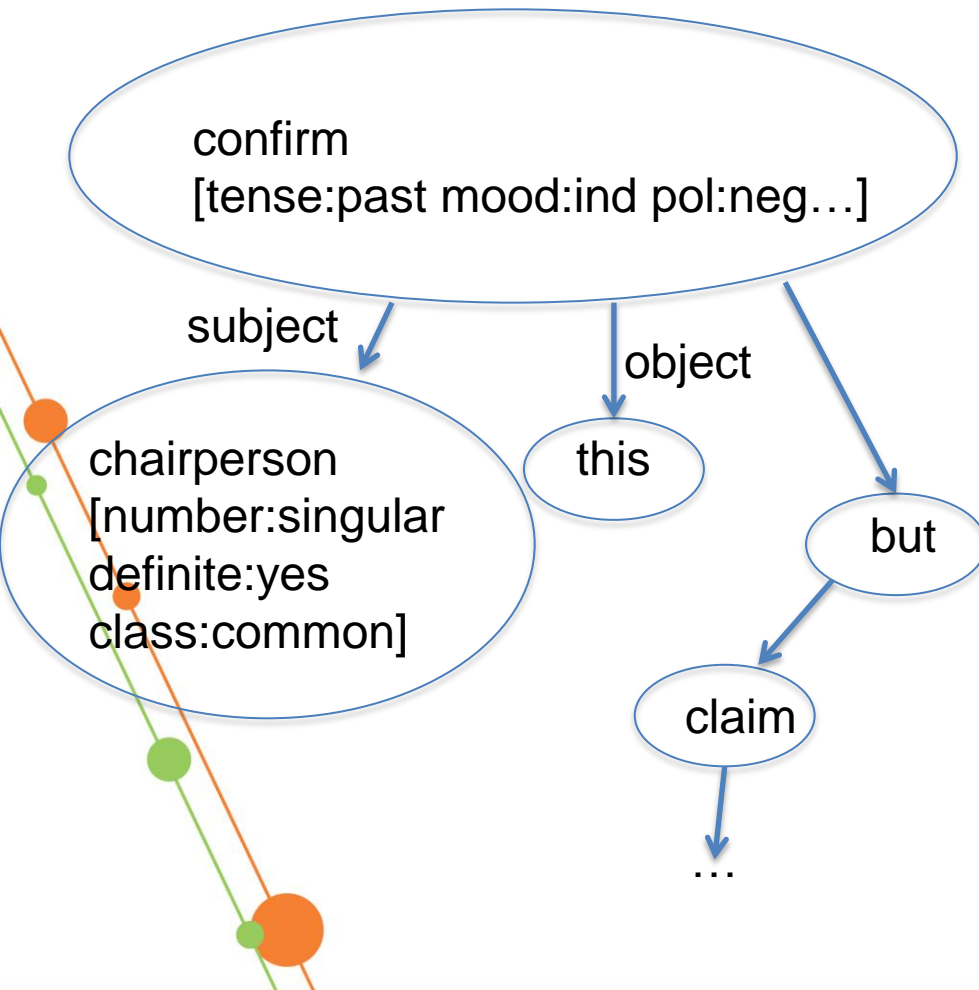 confirm
[tense:past mood:ind pol:neg…]
subject
object
chairperson
[number:singular
definite:yes
class:common]
this
but
claim
…